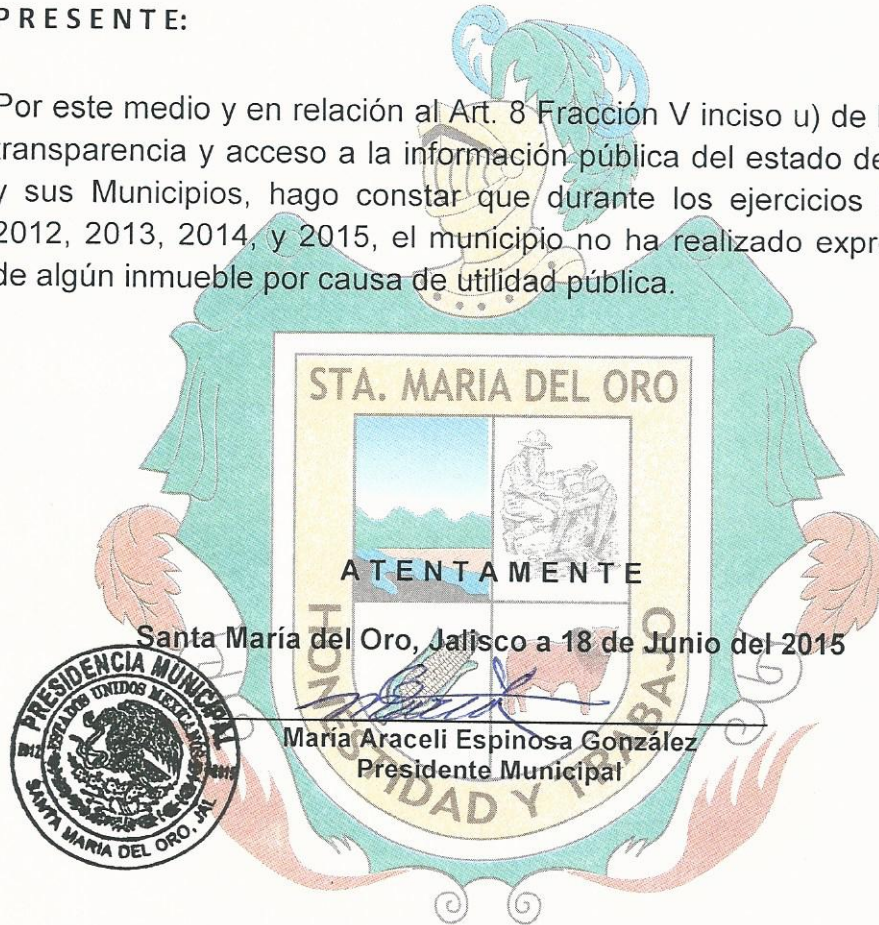 PRESENTE:
Por este medio y en relación al Art. 8 Fracción V inciso u) de
transparencia y acceso a la información pública del estado de
y sus Municipios, hago constar que durante los ejercicios
2012, 2013, 2014, y 2015, el municipio no ha realizado expr
de algún inmueble por causa de utilidad pública.
STA. MARIA DEL ORO
ATENTAMENTE
Santa María del Oro, Jalisco a 18 de Junio del 2015
María Araceli Espinosa González
Presidente Municipal
HONESTIDAD Y TRABAJO
PRESIDENCIA MUNICIPAL
ESTADOS UNIDOS MEXICANOS
2012 2015
SANTA MARIA DEL ORO, JAL